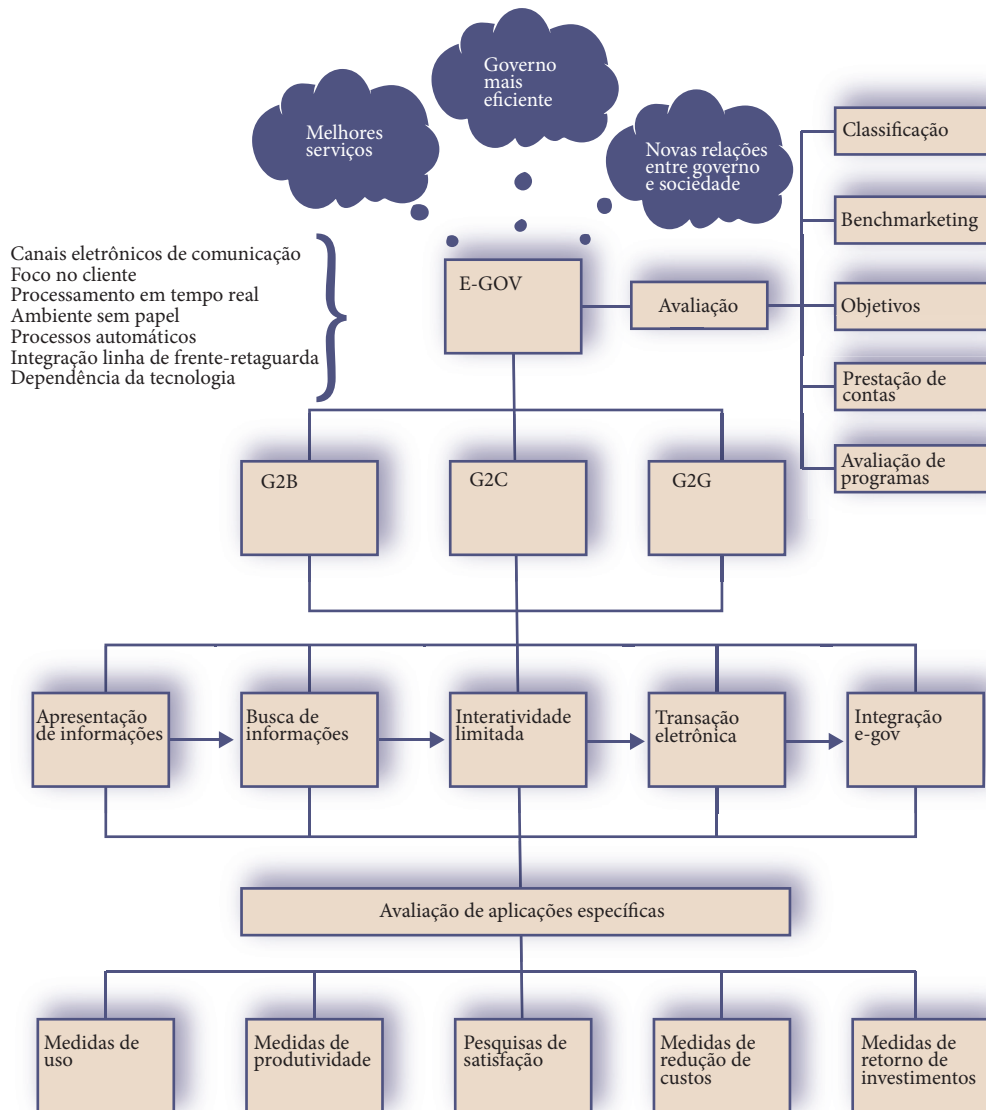 Governo
mais
eficiente
Melhores
serviços
Novas relações
entre governo
e sociedade
Classificação
Benchmarketing
Objetivos
Prestação de
contas
Avaliação de
programas
Canais eletrônicos de comunicação
Foco no cliente
Processamento em tempo real
Ambiente sem papel
Processos automáticos
Integração linha de frente-retaguarda
Dependência da tecnologia
E-GOV
Avaliação
G2B
G2C
G2G
Apresentação
de informações
Busca de
informações
Interatividade
limitada
Transação
eletrônica
Integração
e-gov
Avaliação de aplicações específicas
Medidas de
uso
Medidas de
produtividade
Pesquisas de
satisfação
Medidas de
redução de
custos
Medidas de
retorno de
investimentos